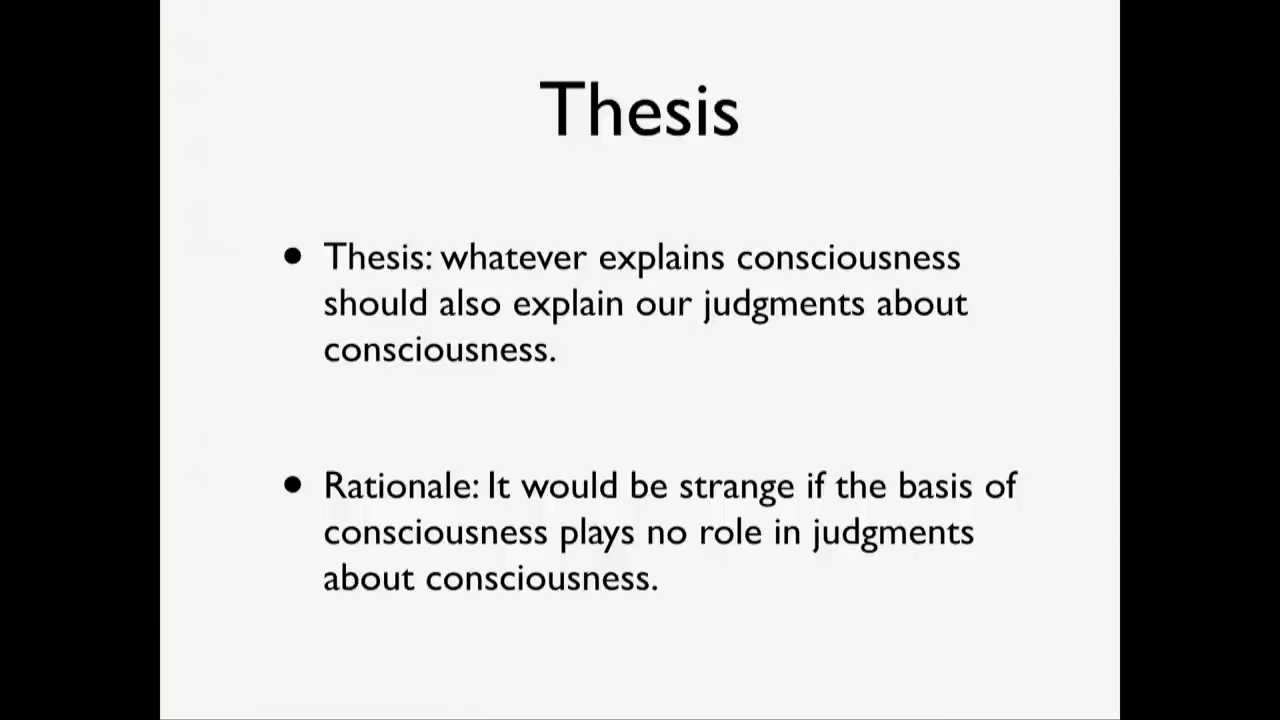 Thesis
• Thesis: whatever explains consciousness
should also explain our judgments about
consciousness.
• Rationale: It would be strange if the basis of
consciousness plays no role in judgments
about consciousness.